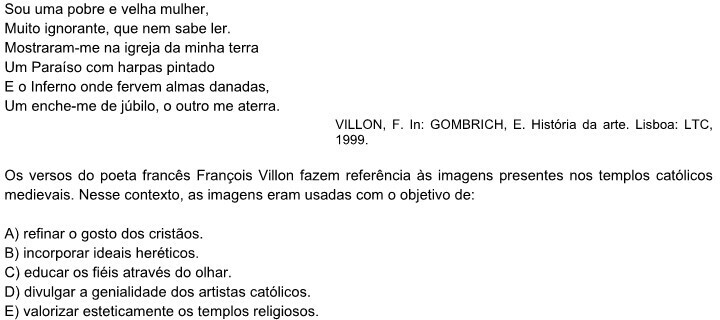 Sou uma pobre e velha mulher,
Muito ignorante, que nem sabe ler.
Mostraram-me na igreja da minha terra
Um Paraíso com harpas pintado
E o Inferno onde fervem almas danadas,
Um enche-me de júbilo, o outro me aterra.
VILLON, F. In: GOMBRICH, E. História da arte. Lisboa: LTC,
1999.
Os versos do poeta francês François Villon fazem referência às imagens presentes nos templos católicos
medievais. Nesse contexto, as imagens eram usadas com o objetivo de:
A) refinar o gosto dos cristãos.
B) incorporar ideais heréticos.
C) educar os fiéis através do olhar.
D) divulgar a genialidade dos artistas católicos.
E) valorizar esteticamente os templos religiosos.